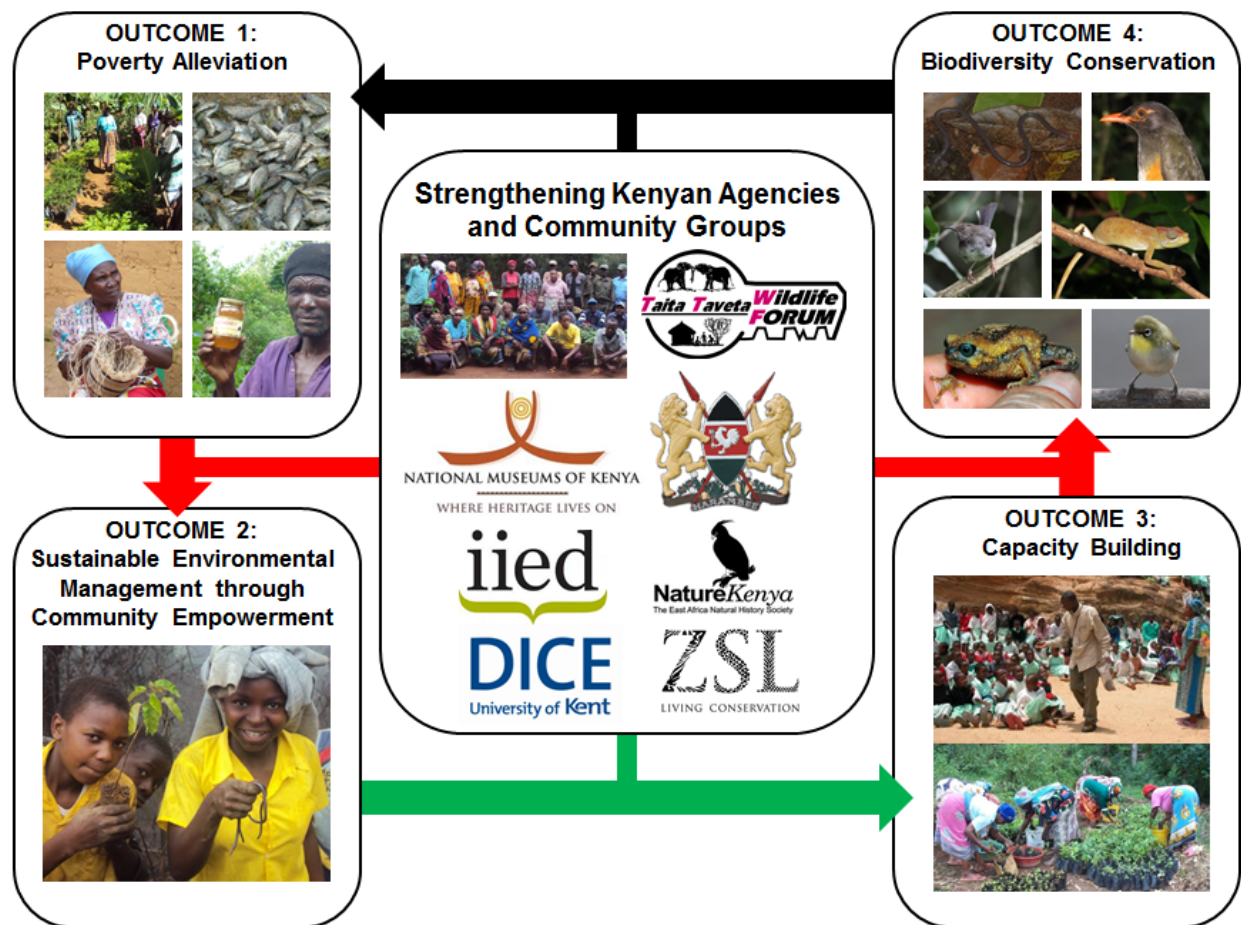 OUTCOME 1:
Poverty Alleviation
OUTCOME 4:
Biodiversity Conservation
Strengthening Kenyan Agencies
and Community Groups
Taita Taveta Wildlife
FORUM
NATIONAL MUSEUMS OF KENYA
WHERE HERITAGE LIVES ON
HARAMBEE
iied
NatureKenya
The East Africa Natural History Society
DICE
University of Kent
ZSL
LIVING CONSERVATION
OUTCOME 2:
Sustainable Environmental
Management through
Community Empowerment
OUTCOME 3:
Capacity Building